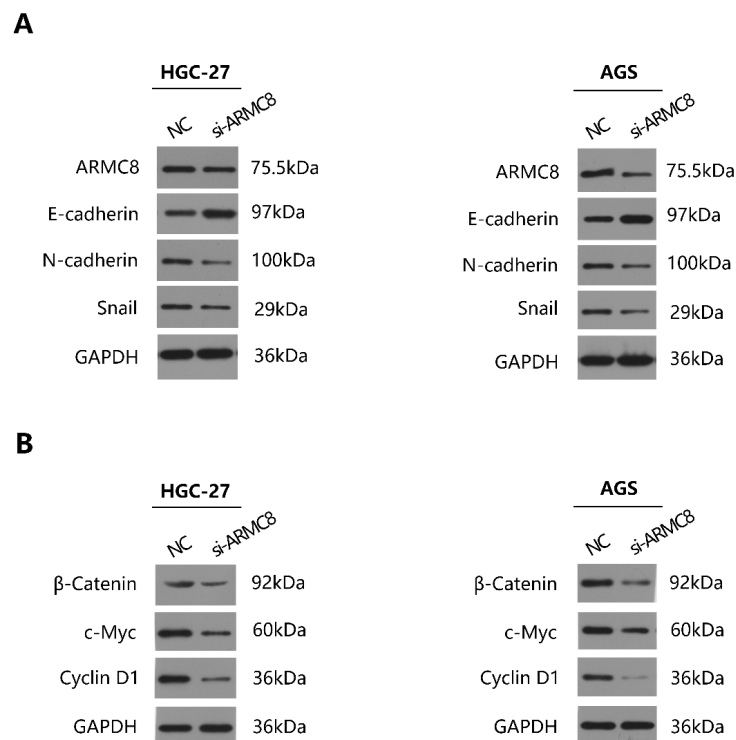 A
HGC-27
AGS
NC si-ARMC8
NC si-ARMC8
ARMC8 75.5kDa
ARMC8 75.5kDa
E-cadherin 97kDa
E-cadherin 97kDa
N-cadherin 100kDa
N-cadherin 100kDa
Snail 29kDa
Snail 29kDa
GAPDH 36kDa
GAPDH 36kDa
B
HGC-27
AGS
NC si-ARMC8
NC si-ARMC8
β-Catenin 92kDa
β-Catenin 92kDa
c-Myc 60kDa
c-Myc 60kDa
Cyclin D1 36kDa
Cyclin D1 36kDa
GAPDH 36kDa
GAPDH 36kDa